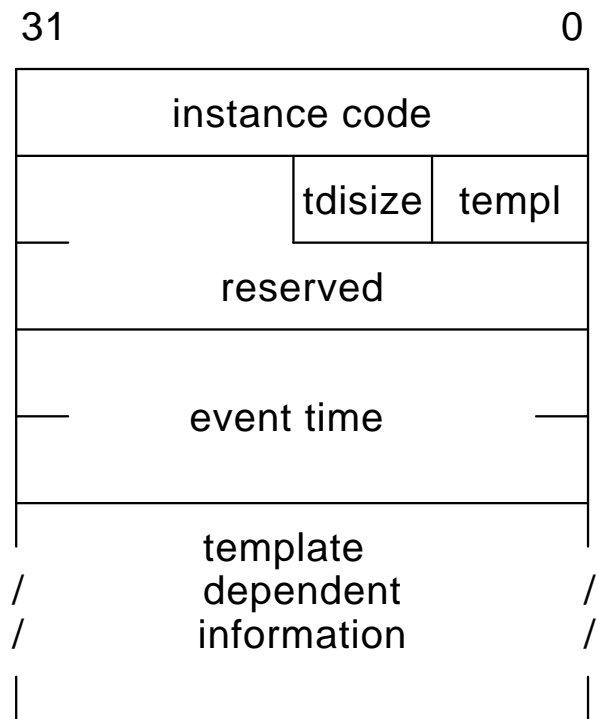 31 0
instance code
tdisize templ
reserved
event time
template
/ dependent /
/ information /